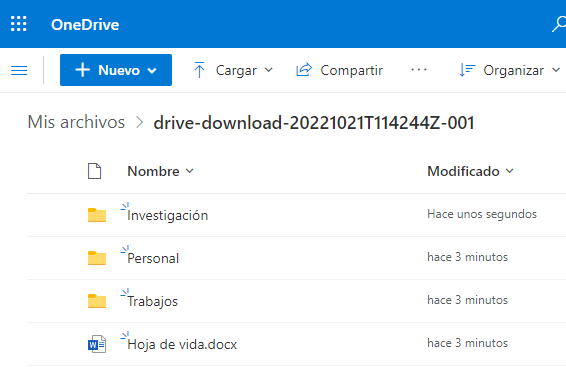 OneDrive
Nuevo Cargar Compartir ... Organizar
Mis archivos > drive-download-20221021T114244Z-001
Nombre Modificado
Investigación Hace unos segundos
Personal hace 3 minutos
Trabajos hace 3 minutos
Hoja de vida.docx hace 3 minutos